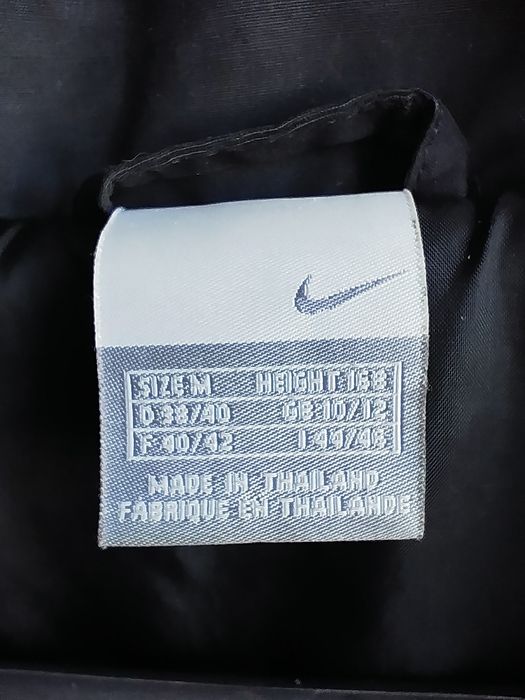 SIZE:M HEIGHT:168
D 38/40 GB:10/12
F 40/42 I 44/46
MADE IN THAILAND
FABRIQUE EN THAILANDE